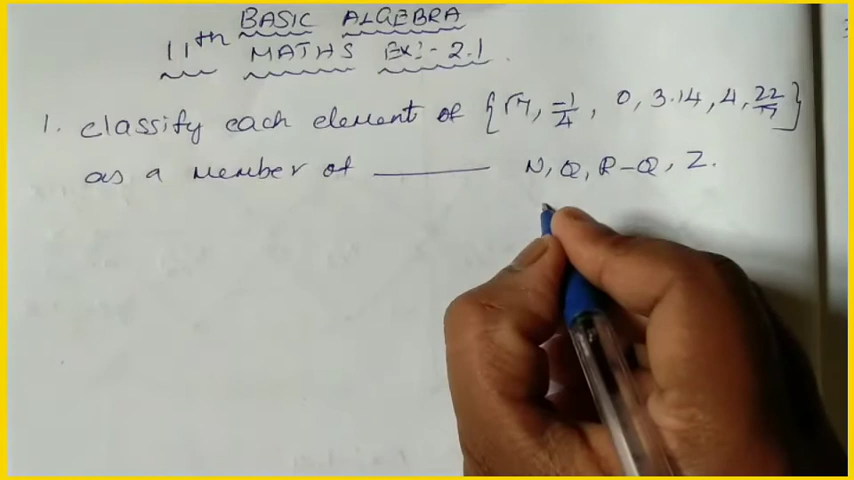 BASIC ALGEBRA
11th MATHS EX:- 2.1.
1. classify each element of {√7, -1/4, 0, 3.14, 4, 22/7}
as a member of ______ N, Q, R-Q, Z.